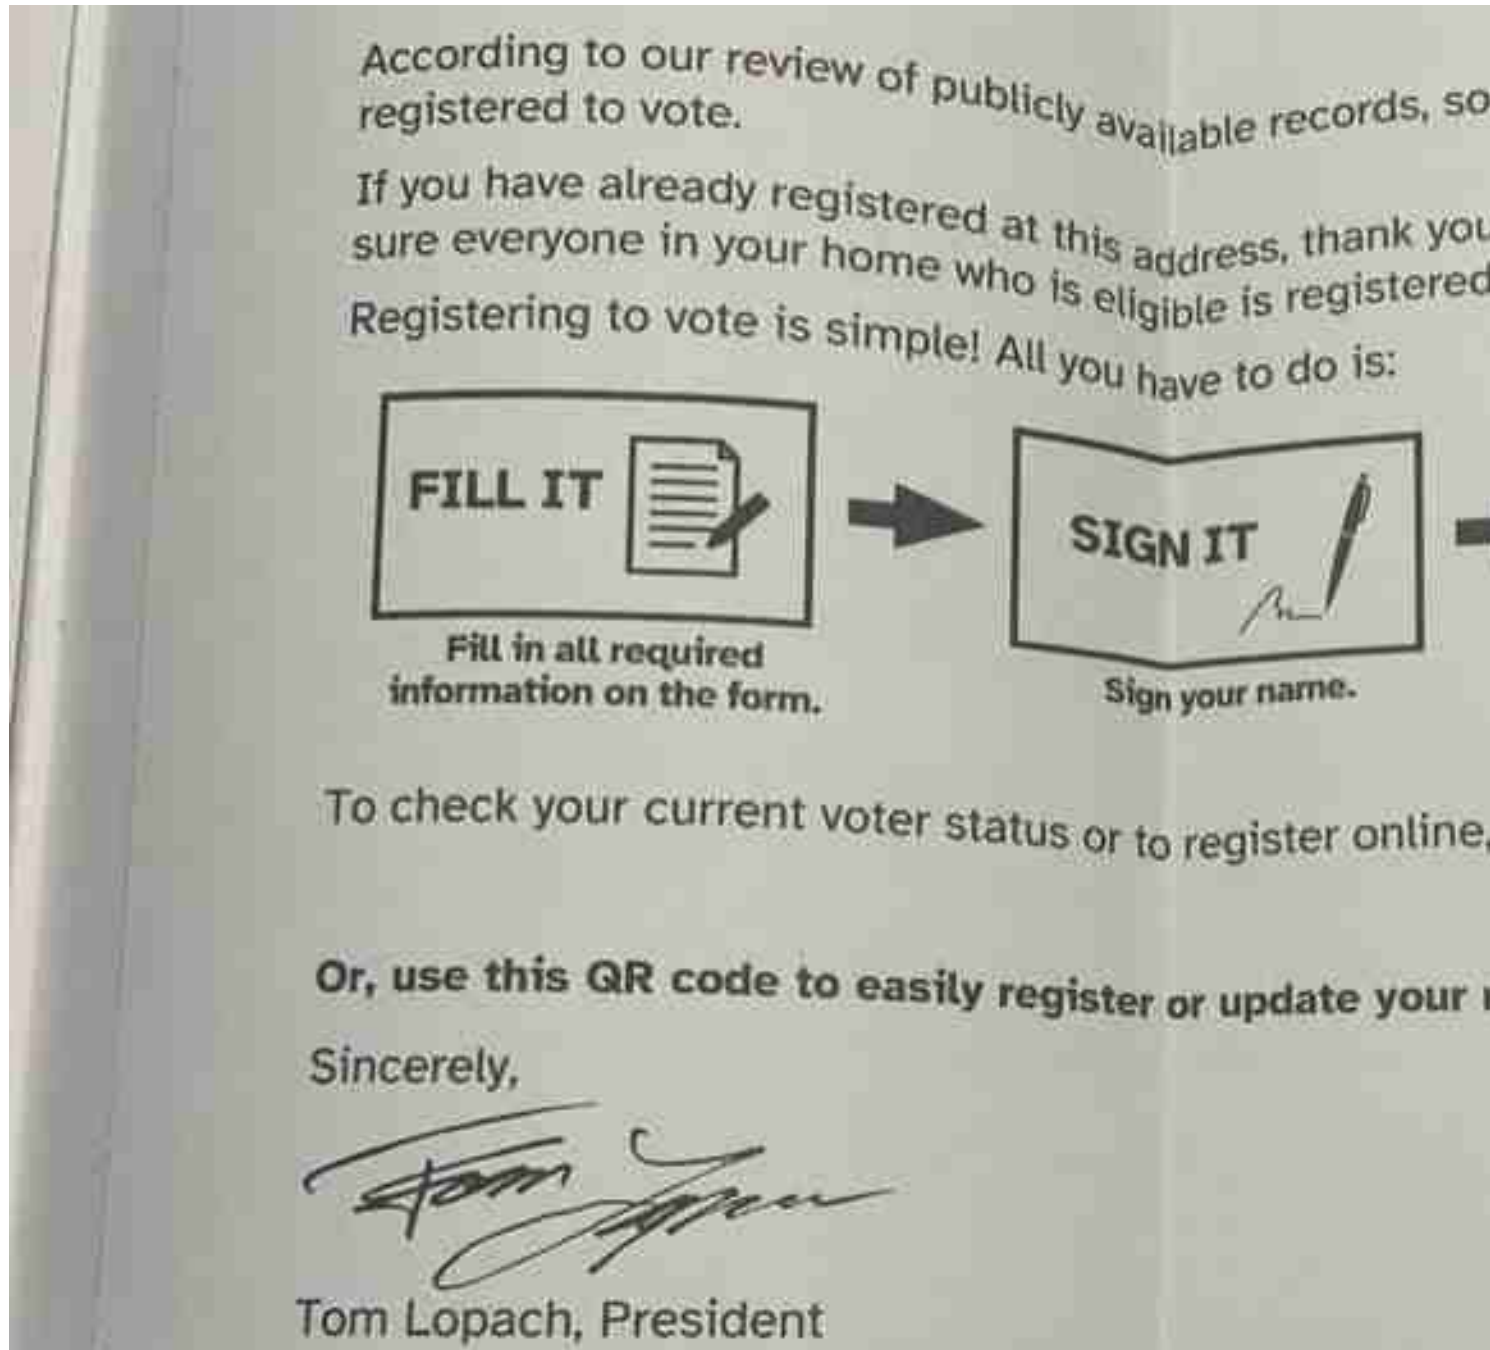 According to our review of publicly available records, so
registered to vote.
If you have already registered at this address, thank you
sure everyone in your home who is eligible is registered
Registering to vote is simple! All you have to do is:
FILL IT
SIGN IT
Fill in all required
information on the form.
Sign your name.
To check your current voter status or to register online,
Or, use this QR code to easily register or update your
Sincerely,
Tom Lopach
Tom Lopach, President